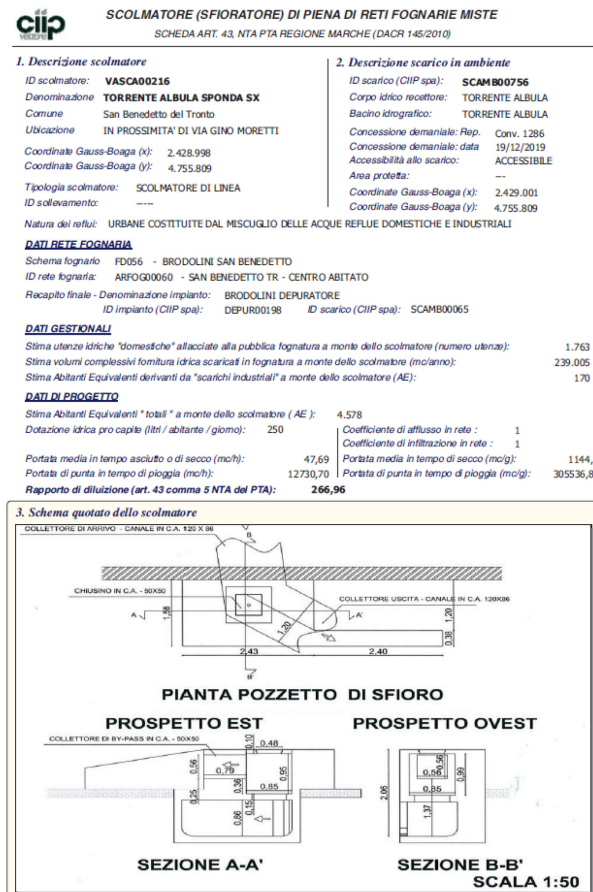 ciip
vettore
SCOLMATORE (SFIORATORE) DI PIENA DI RETI FOGNARIE MISTE
SCHEDA ART. 43, NTA PTA REGIONE MARCHE (DACR 145/2010)
1. Descrizione scolmatore
ID scolmatore: VASCA00216
Denominazione TORRENTE ALBULA SPONDA SX
Comune San Benedetto del Tronto
Ubicazione IN PROSSIMITA' DI VIA GINO MORETTI
Coordinate Gauss-Boaga (x): 2.428.998
Coordinate Gauss-Boaga (y): 4.755.809
Tipologia scolmatore: SCOLMATORE DI LINEA
ID sollevamento: -----
2. Descrizione scarico in ambiente
ID scarico (CIIP spa): SCAMB00756
Corpo idrico recettore: TORRENTE ALBULA
Bacino idrografico: TORRENTE ALBULA
Concessione demaniale: Rep. Conv. 1286
Concessione demaniale: data 19/12/2019
Accessibilità allo scarico: ACCESSIBILE
Area protetta: ---
Coordinate Gauss-Boaga (x): 2.429.001
Coordinate Gauss-Boaga (y): 4.755.809
Natura dei reflui: URBANE COSTITUITE DAL MISCUGLIO DELLE ACQUE REFLUE DOMESTICHE E INDUSTRIALI
DATI RETE FOGNARIA
Schema fognario FD056 - BRODOLINI SAN BENEDETTO
ID rete fognaria: ARFOG00060 - SAN BENEDETTO TR - CENTRO ABITATO
Recapito finale - Denominazione impianto: BRODOLINI DEPURATORE
ID impianto (CIIP spa): DEPUR00198 ID scarico (CIIP spa): SCAMB00065
DATI GESTIONALI
Stima utenze idriche "domestiche" allacciate alla pubblica fognatura a monte dello scolmatore (numero utenze): 1.763
Stima volumi complessivi fornitura idrica scaricati in fognatura a monte dello scolmatore (mc/anno): 239.005
Stima Abitanti Equivalenti derivanti da "scarichi industriali" a monte dello scolmatore (AE): 170
DATI DI PROGETTO
Stima Abitanti Equivalenti " totali " a monte dello scolmatore ( AE ): 4.578
Dotazione idrica pro capite (litri / abitante / giorno): 250 Coefficiente di afflusso in rete : 1
Coefficiente di infiltrazione in rete : 1
Portata media in tempo asciutto o di secco (mc/h): 47,69 Portata media in tempo di secco (mc/g): 1144,
Portata di punta in tempo di pioggia (mc/h): 12730,70 Portata di punta in tempo di pioggia (mc/g): 305536,8
Rapporto di diluizione (art. 43 comma 5 NTA del PTA): 266,96
3. Schema quotato dello scolmatore
COLLETTORE DI ARRIVO - CANALE IN C.A. 120 X 86
B
CHIUSINO IN C.A. - 50X50
COLLETTORE USCITA - CANALE IN C.A. 120X86
A
A'
1,58
1,20
1,20
0,38
2,43
2,40
B'
PIANTA POZZETTO DI SFIORO
PROSPETTO EST
PROSPETTO OVEST
COLLETTORE DI BY-PASS IN C.A. - 50X50
0,10
0,48
0,56
0,79
0,36
0,95
0,85
0,25
0,15
0,86
2,06
0,56
0,56
0,99
0,85
1,37
SEZIONE A-A'
SEZIONE B-B'
SCALA 1:50